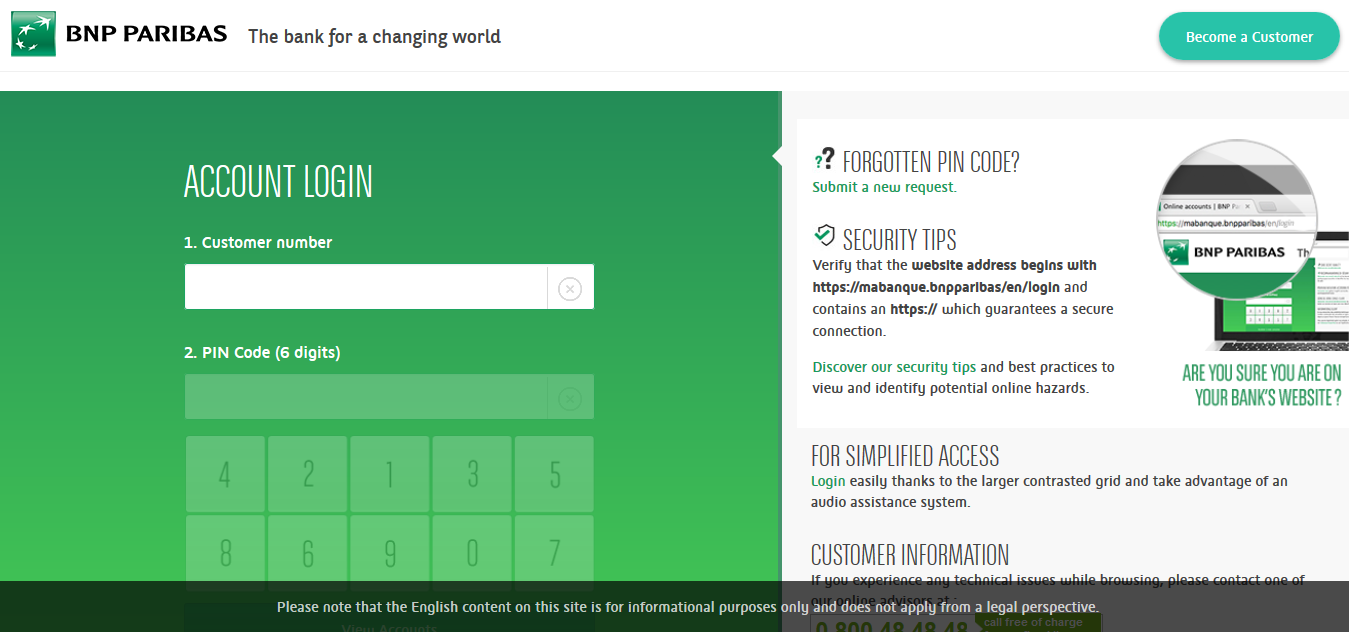 BNP PARIBAS
The bank for a changing world
Become a Customer
ACCOUNT LOGIN
1. Customer number
2. PIN Code (6 digits)
4 2 1 3 5
8 6 9 0 7
View Accounts
?? FORGOTTEN PIN CODE?
Submit a new request.
SECURITY TIPS
Verify that the website address begins with
https://mabanque.bnpparibas/en/login and
contains an https:// which guarantees a secure
connection.
Discover our security tips and best practices to
view and identify potential online hazards.
Online accounts | BNP
https://mabanque.bnpparibas/en/login
BNP PARIBAS Th
ARE YOU SURE YOU ARE ON
YOUR BANK'S WEBSITE ?
FOR SIMPLIFIED ACCESS
Login easily thanks to the larger contrasted grid and take advantage of an
audio assistance system.
CUSTOMER INFORMATION
If you experience any technical issues while browsing, please contact one of
our online advisors at :
0 800 48 48 48
call free of charge
Please note that the English content on this site is for informational purposes only and does not apply from a legal perspective.